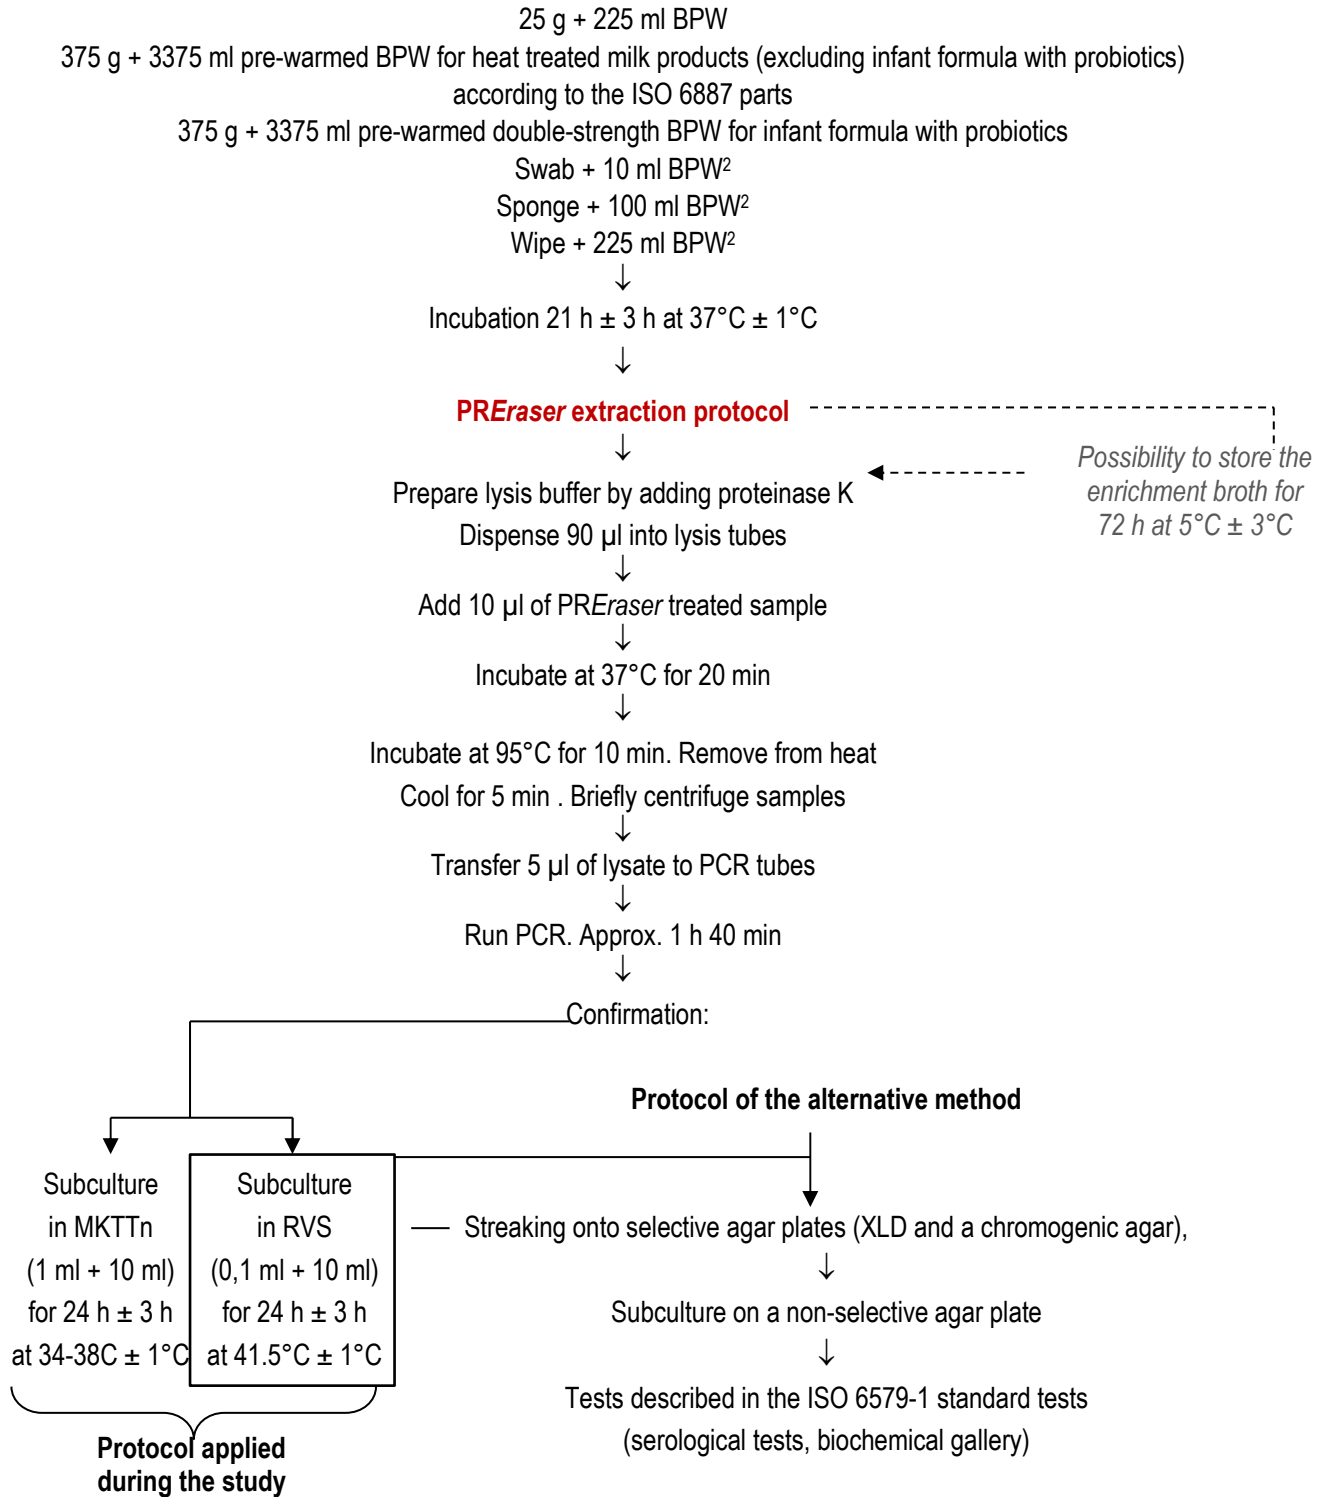 25 g + 225 ml BPW
375 g + 3375 ml pre-warmed BPW for heat treated milk products (excluding infant formula with probiotics)
according to the ISO 6887 parts
375 g + 3375 ml pre-warmed double-strength BPW for infant formula with probiotics
Swab + 10 ml BPW²
Sponge + 100 ml BPW²
Wipe + 225 ml BPW²
↓
Incubation 21 h ± 3 h at 37°C ± 1°C
↓
PREraser extraction protocol
↓
Possibility to store the
enrichment broth for
72 h at 5°C ± 3°C
Prepare lysis buffer by adding proteinase K
Dispense 90 µl into lysis tubes
↓
Add 10 µl of PREraser treated sample
↓
Incubate at 37°C for 20 min
↓
Incubate at 95°C for 10 min. Remove from heat
Cool for 5 min . Briefly centrifuge samples
↓
Transfer 5 µl of lysate to PCR tubes
↓
Run PCR. Approx. 1 h 40 min
↓
Confirmation:
Protocol of the alternative method
Subculture
in MKTTn
(1 ml + 10 ml)
for 24 h ± 3 h
at 34-38C ± 1°C
Subculture
in RVS
(0,1 ml + 10 ml)
for 24 h ± 3 h
at 41.5°C ± 1°C
Streaking onto selective agar plates (XLD and a chromogenic agar),
↓
Subculture on a non-selective agar plate
↓
Tests described in the ISO 6579-1 standard tests
(serological tests, biochemical gallery)
Protocol applied
during the study